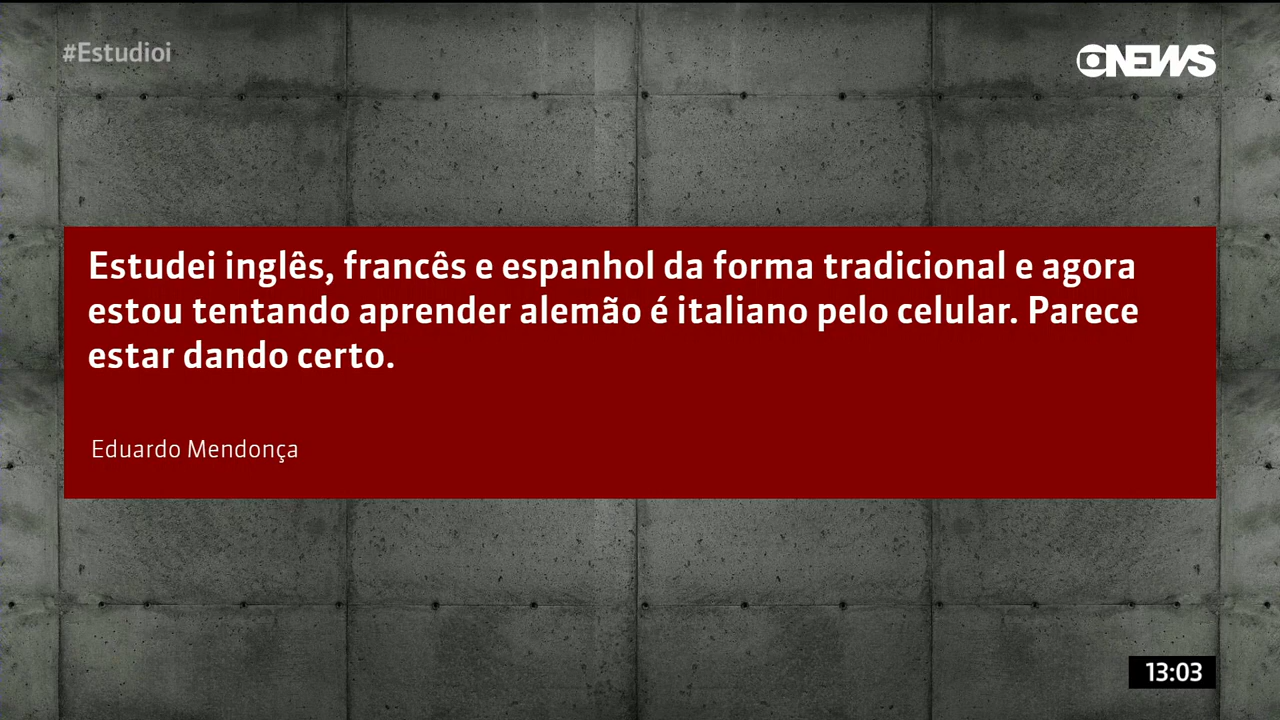 #Estudioi
GNEWS
Estudei inglês, francês e espanhol da forma tradicional e agora
estou tentando aprender alemão é italiano pelo celular. Parece
estar dando certo.
Eduardo Mendonça
13:03